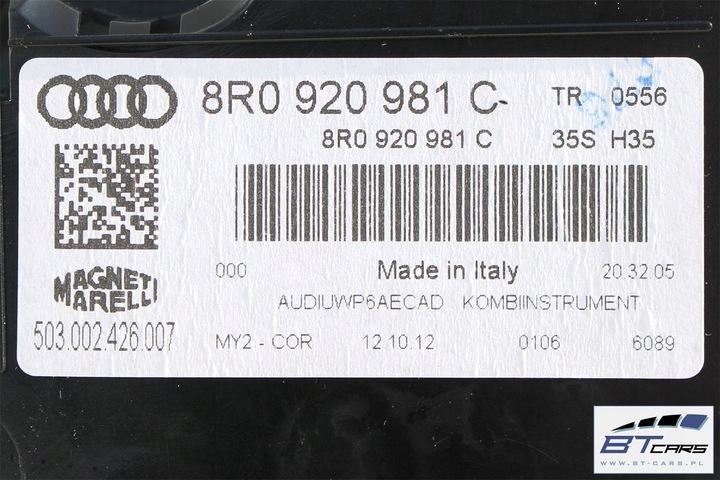 8R0 920 981 C- TR 0556
8R0 920 981 C 35S H35
000 Made in Italy 20:32:05
MAGNETI
MARELLI
AUDIUWP6AECAD KOMBIINSTRUMENT
503.002.426.007 MY2 - COR 12.10.12 0106 6089
BT CARS
WWW.BT-CARS.PL